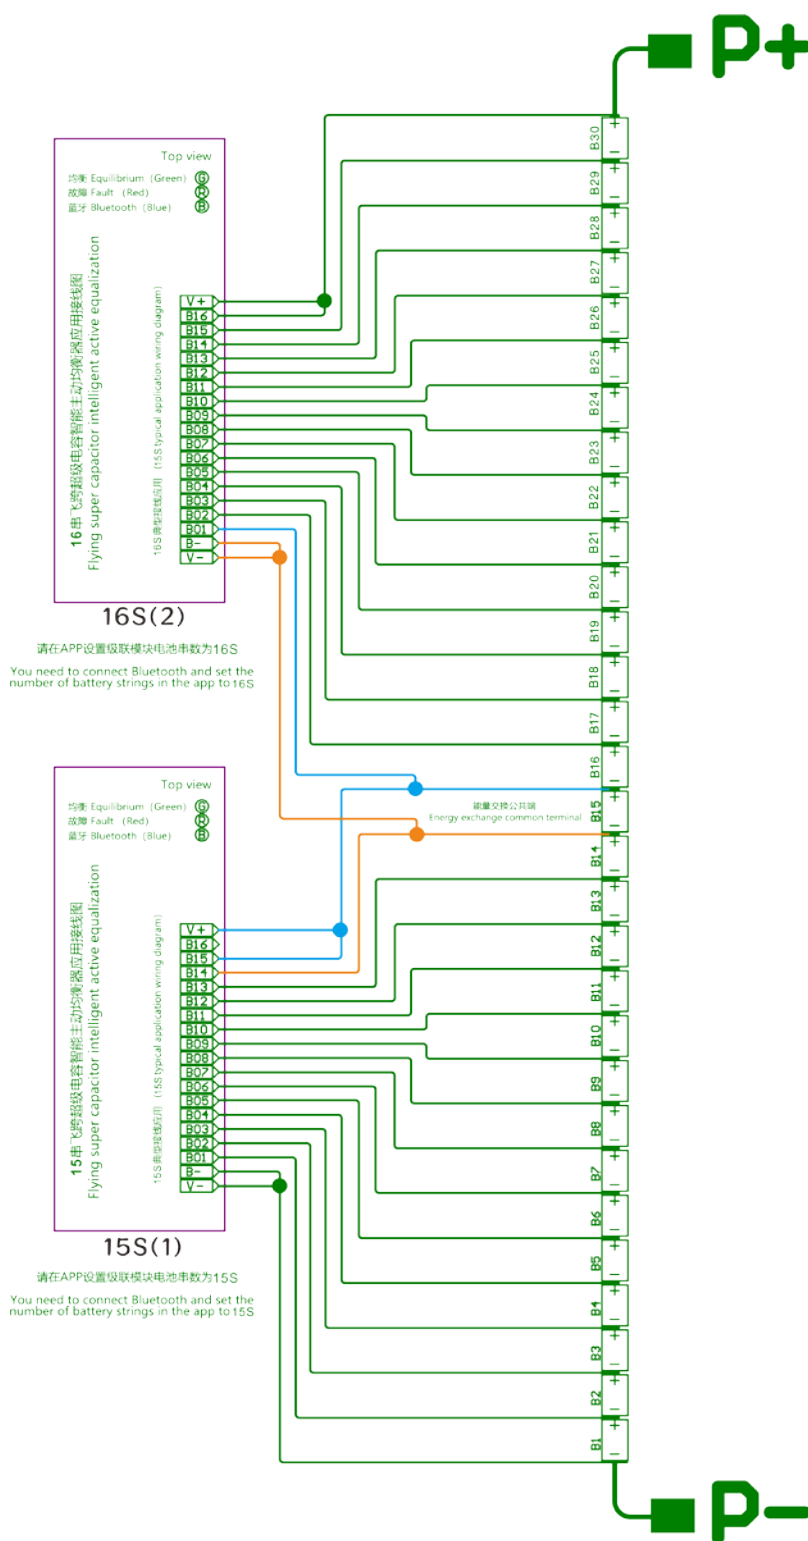 P+
B30
B29
B28
B27
B26
B25
B24
B23
B22
B21
B20
B19
B18
B17
B16
B15
B14
B13
B12
B11
B10
B9
B8
B7
B6
B5
B4
B3
B2
B1
P-
Top view
均衡 Equilibrium (Green) G
故障 Fault (Red) R
蓝牙 Bluetooth (Blue) B
16串飞跨超级电容智能主动均衡器应用接线图
Flying super capacitor intelligent active equalization
16S典型接线应用 (15S typical application wiring diagram)
V+
B16
B15
B14
B13
B12
B11
B10
B09
B08
B07
B06
B05
B04
B03
B02
B01
B-
V-
16S(2)
请在APP设置级联模块电池串数为16S
You need to connect Bluetooth and set the
number of battery strings in the app to 16S
能量交换公共端
Energy exchange common terminal
Top view
均衡 Equilibrium (Green) G
故障 Fault (Red) R
蓝牙 Bluetooth (Blue) B
15串飞跨超级电容智能主动均衡器应用接线图
Flying super capacitor intelligent active equalization
15S典型接线应用 (15S typical application wiring diagram)
V+
B16
B15
B14
B13
B12
B11
B10
B09
B08
B07
B06
B05
B04
B03
B02
B01
B-
V-
15S(1)
请在APP设置级联模块电池串数为15S
You need to connect Bluetooth and set the
number of battery strings in the app to 15S